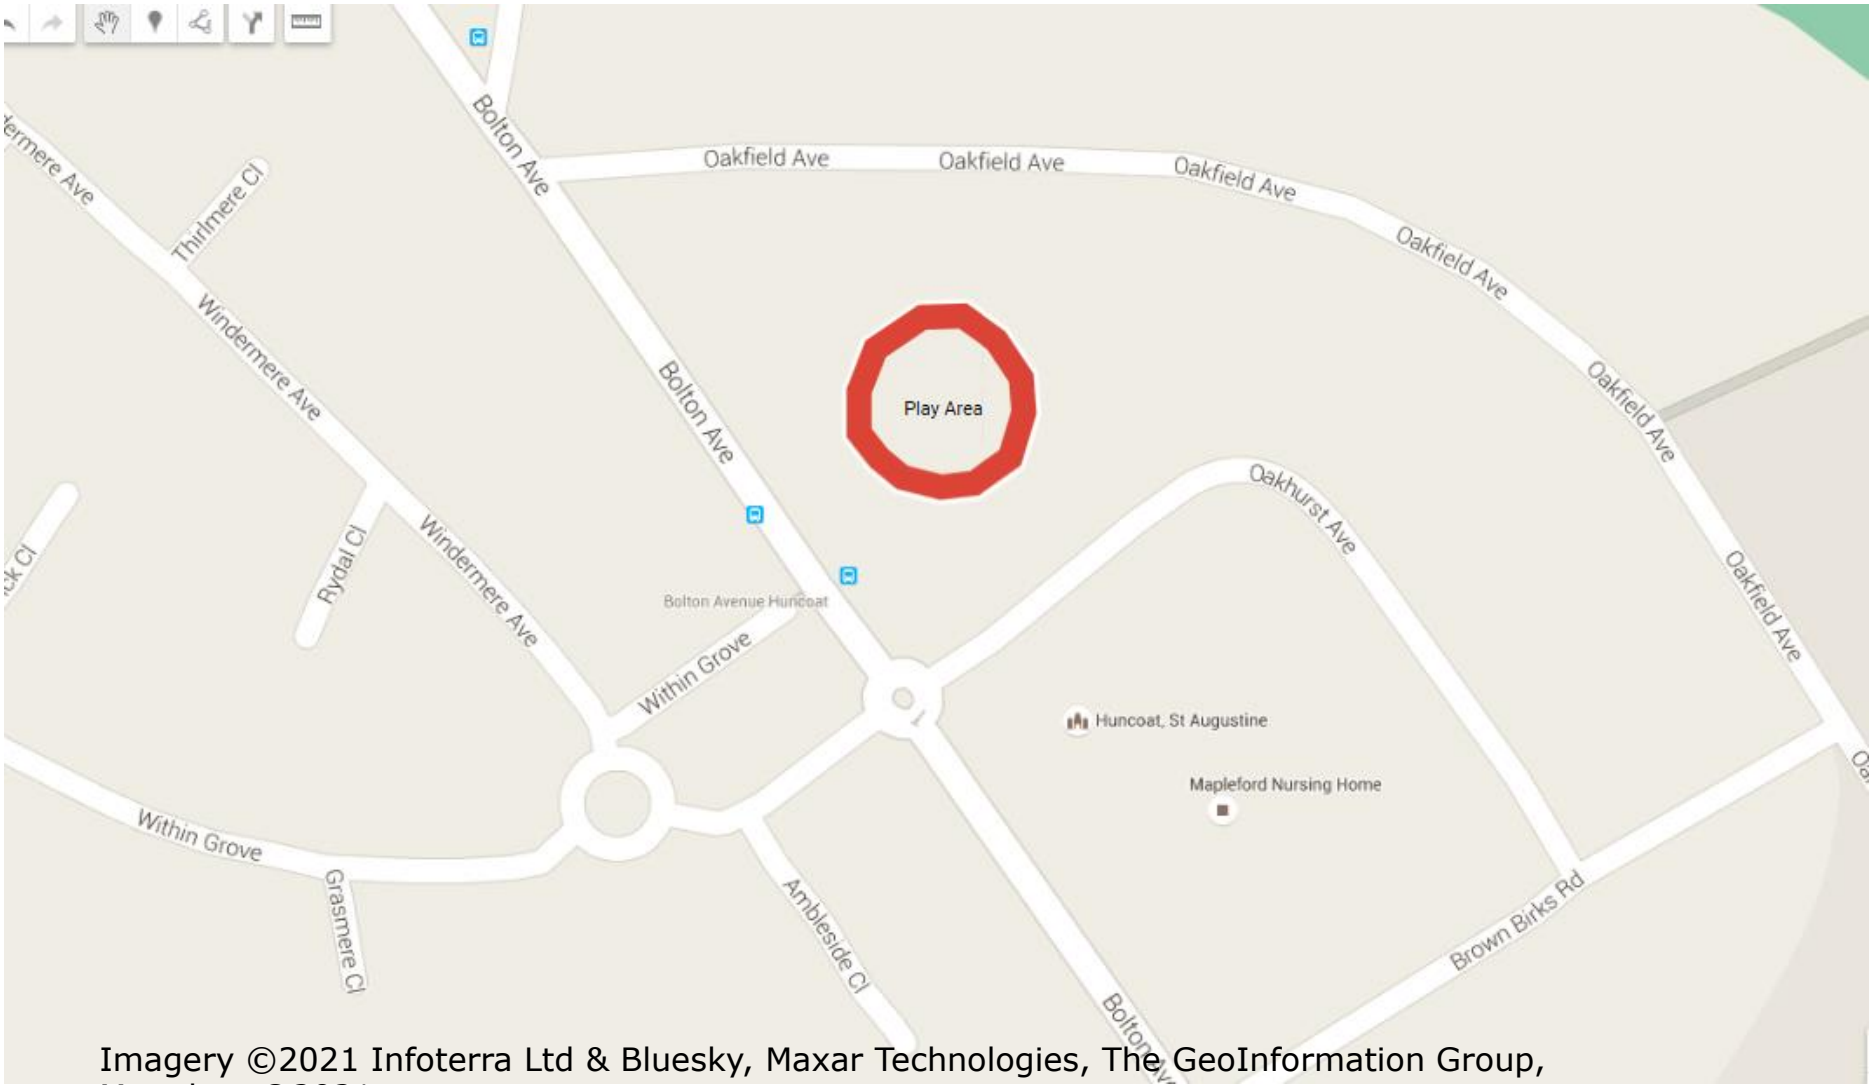 Bolton Ave
Oakfield Ave
Oakfield Ave
Oakfield Ave
Oakfield Ave
Thirlmere Cl
Windermere Ave
Bolton Ave
Play Area
Oakfield Ave
Oakhurst Ave
Rydal Cl
Windermere Ave
Oakfield Ave
Bolton Avenue Huncoat
Within Grove
Huncoat, St Augustine
Mapleford Nursing Home
Within Grove
Grasmere Cl
Ambleside Cl
Brown Birks Rd
Bolton Ave
Imagery ©2021 Infoterra Ltd & Bluesky, Maxar Technologies, The GeoInformation Group,